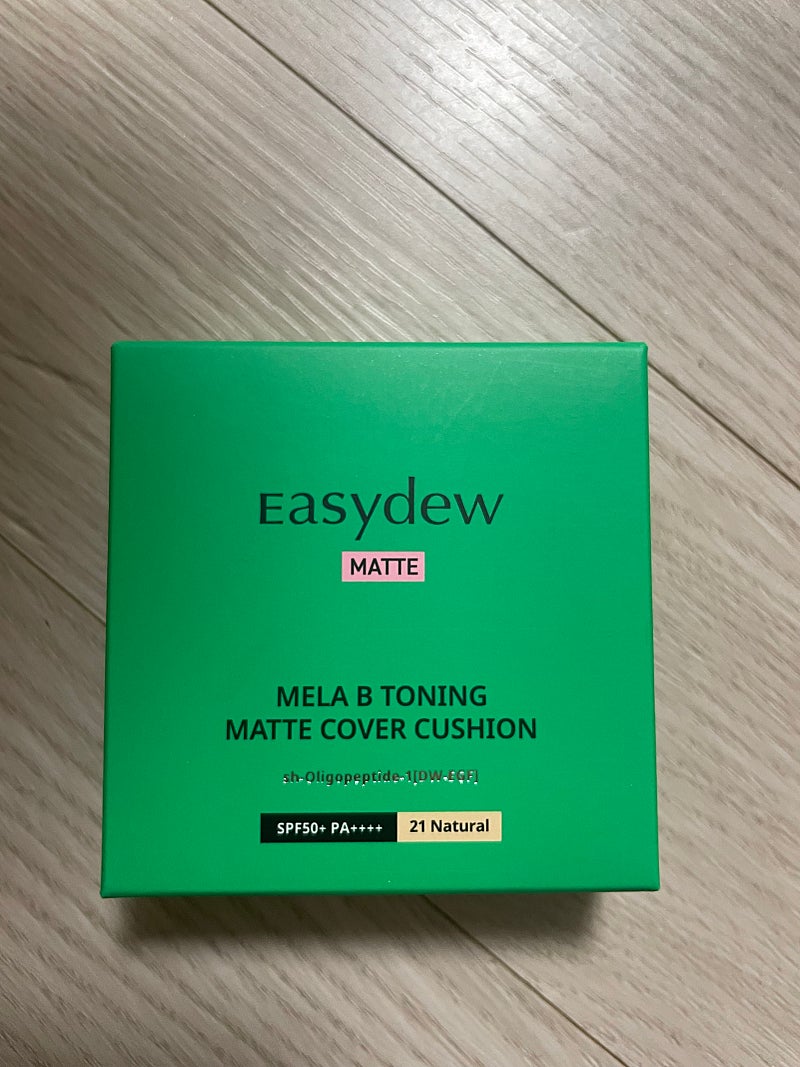 Easydew
MATTE
MELA B TONING
MATTE COVER CUSHION
sh-Oligopeptide-1[DW-EGF]
SPF50+ PA++++ 21 Natural